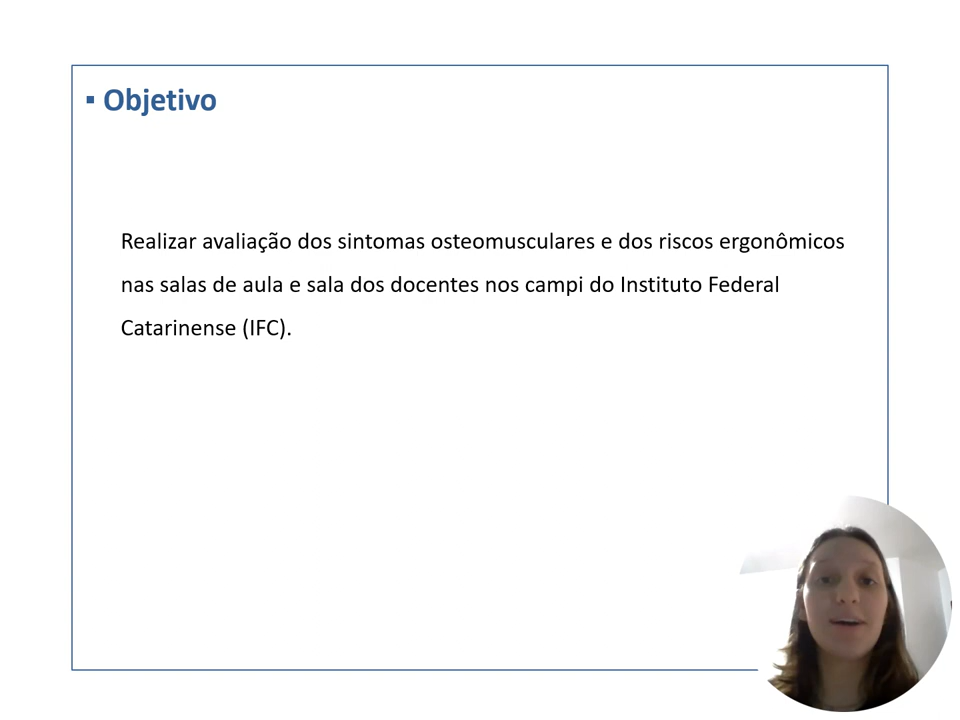 ▪ Objetivo
Realizar avaliação dos sintomas osteomusculares e dos riscos ergonômicos
nas salas de aula e sala dos docentes nos campi do Instituto Federal
Catarinense (IFC).